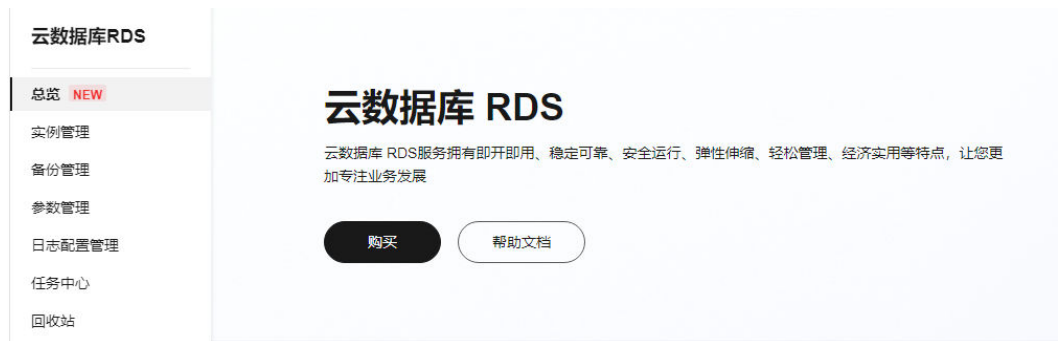 云数据库RDS
总览 NEW
实例管理
备份管理
参数管理
日志配置管理
任务中心
回收站
云数据库 RDS
云数据库 RDS服务拥有即开即用、稳定可靠、安全运行、弹性伸缩、轻松管理、经济实用等特点，让您更
加专注业务发展
购买
帮助文档